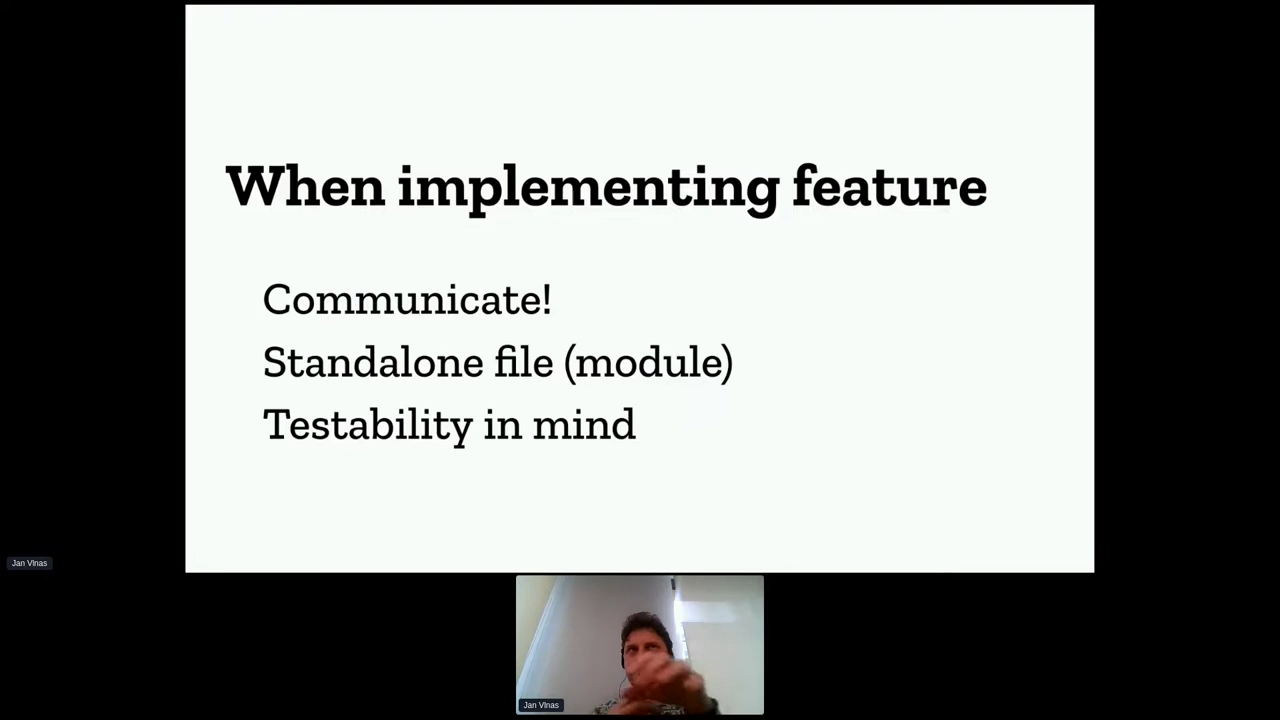 When implementing feature
Communicate!
Standalone file (module)
Testability in mind
Jan Vlnas
Jan Vlnas